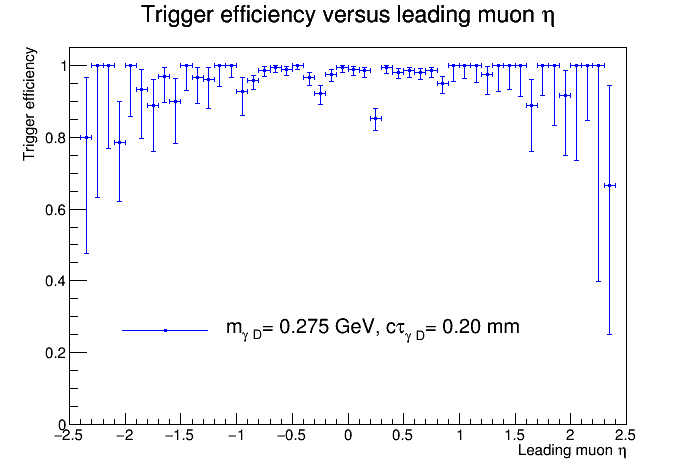 Trigger efficiency versus leading muon η
Trigger efficiency
1
0.8
0.6
0.4
0.2
0
m_γ D= 0.275 GeV, cτ_γ D= 0.20 mm
−2.5 −2 −1.5 −1 −0.5 0 0.5 1 1.5 2 2.5
Leading muon η